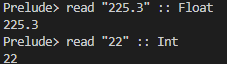 Prelude> read "225.3" :: Float
225.3
Prelude> read "22" :: Int
22